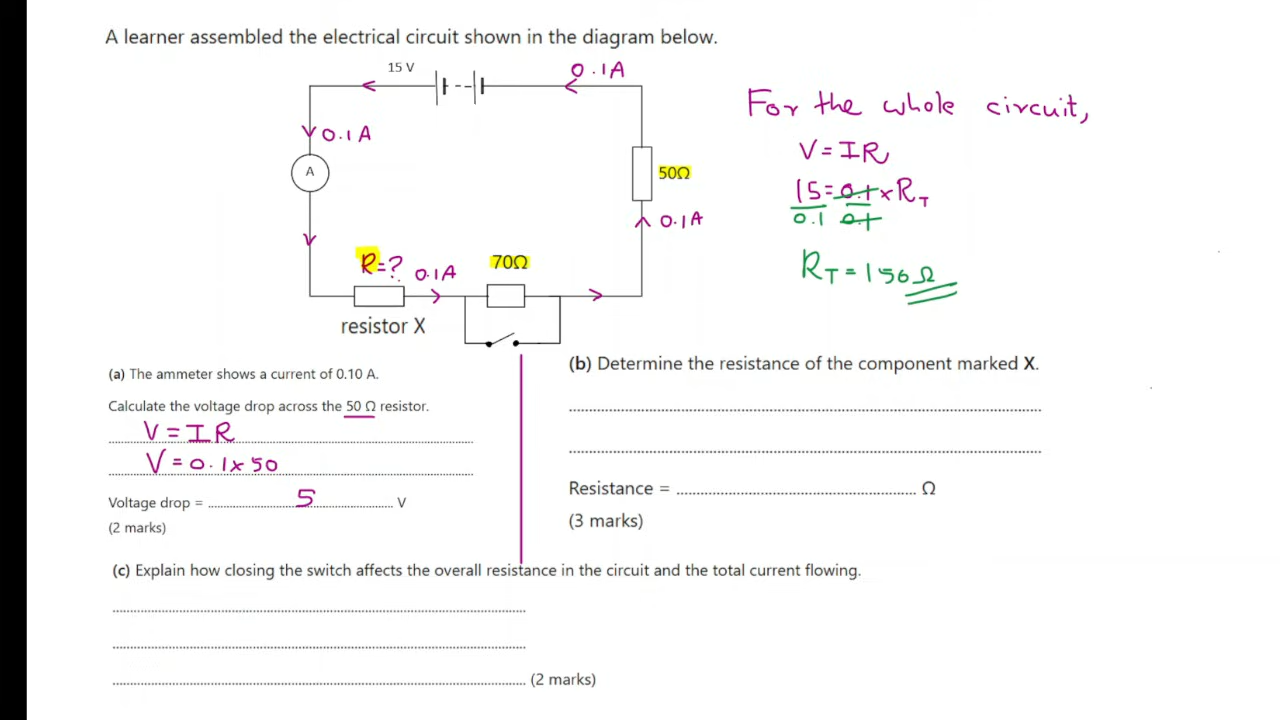 A learner assembled the electrical circuit shown in the diagram below.
15 V
0.1A
0.1A
A
50Ω
0.1A
R=?
0.1A
70Ω
resistor X
For the whole circuit,
V=IR
15=0.1×R_T
0.1 0.1
R_T=150Ω
(a) The ammeter shows a current of 0.10 A.
Calculate the voltage drop across the 50 Ω resistor.
V=IR
V=0.1×50
Voltage drop = 5 V
(2 marks)
(b) Determine the resistance of the component marked X.
Resistance = Ω
(3 marks)
(c) Explain how closing the switch affects the overall resistance in the circuit and the total current flowing.
(2 marks)